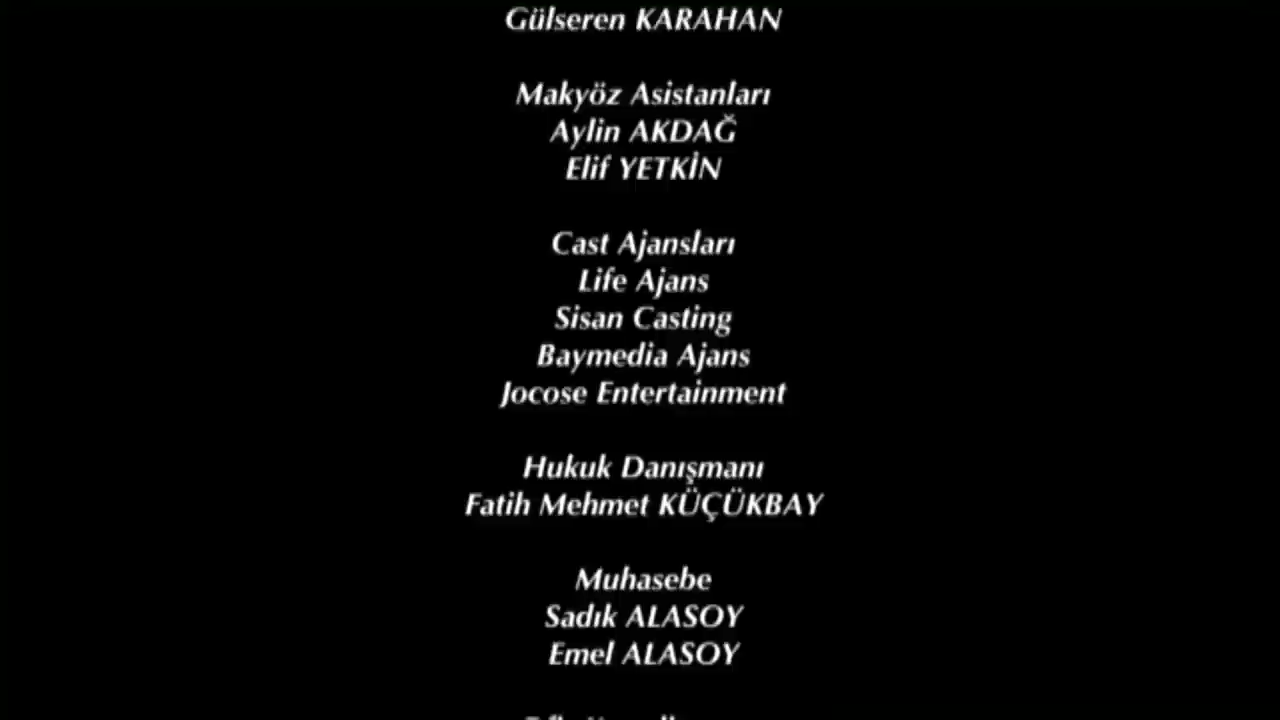 Gülseren KARAHAN
Makyöz Asistanları
Aylin AKDAĞ
Elif YETKİN
Cast Ajansları
Life Ajans
Sisan Casting
Baymedia Ajans
Jocose Entertainment
Hukuk Danışmanı
Fatih Mehmet KÜÇÜKBAY
Muhasebe
Sadık ALASOY
Emel ALASOY